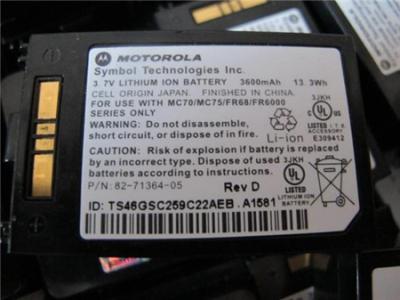 MOTOROLA
Symbol Technologies Inc.
3.7V LITHIUM ION BATTERY 3600mAh 13.3Wh
CELL ORIGIN JAPAN. FINISHED IN CHINA.
FOR USE WITH MC70/MC75/FR68/FR6000
SERIES ONLY
WARNING: Do not disassemble,
short circuit, or dispose of in fire.
3JKH
Li-ion E309412
CAUTION: Risk of explosion if battery is replaced
by an incorrect type. Dispose of used batteries
according to instructions.
3JKH
P/N: 82-71364-05 Rev D
ID: TS46GSC259C22AEB .A1581